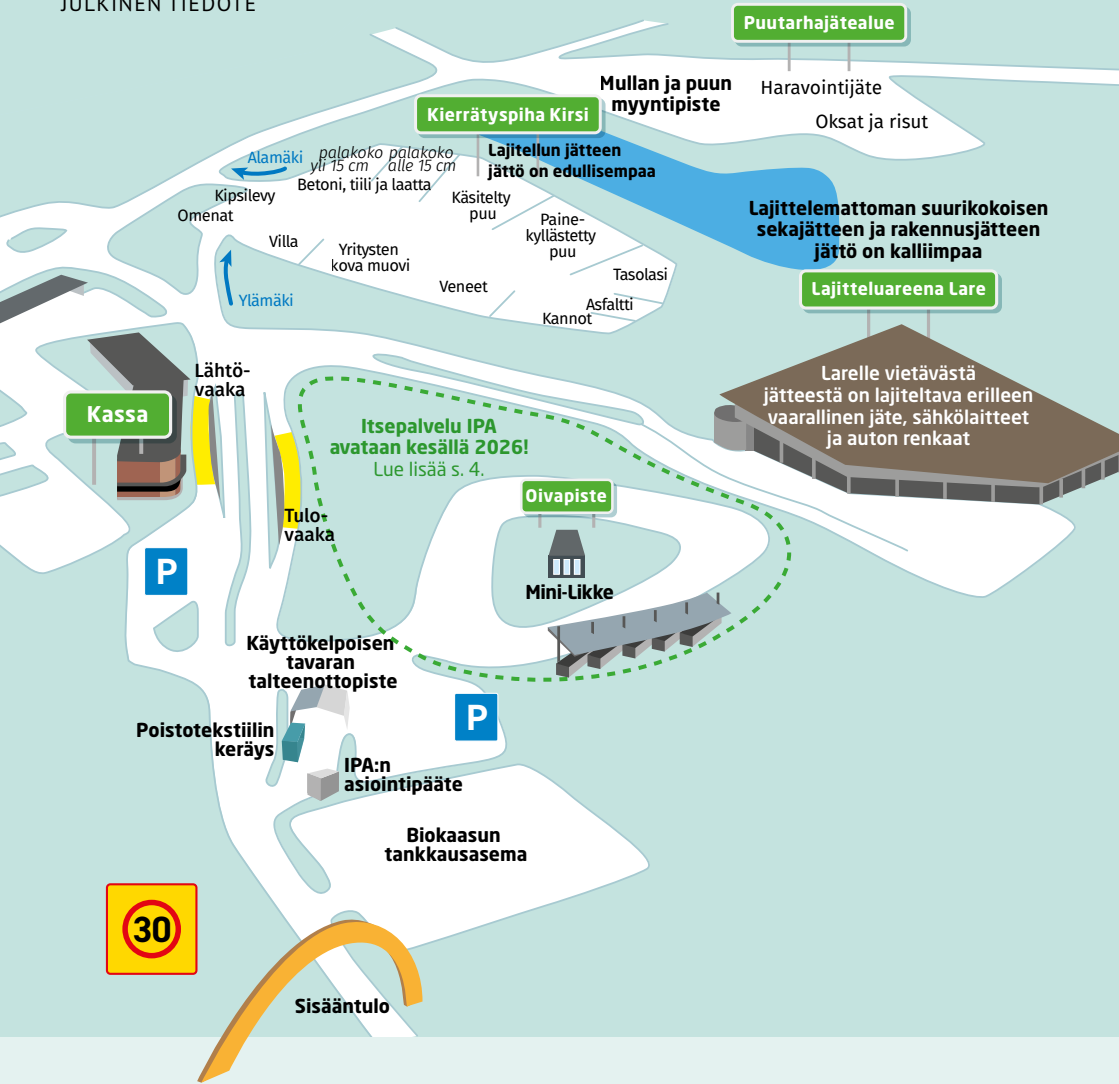 JULKINEN TIEDOTE
Puutarhajätealue
Mullan ja puun
myyntipiste
Haravointijäte
Oksat ja risut
Kierrätyspiha Kirsi
Lajitellun jätteen
jättö on edullisempaa
Alamäki
palakoko
yli 15 cm
palakoko
alle 15 cm
Betoni, tiili ja laatta
Kipsilevy
Omenat
Käsitelty
puu
Paine-
kyllästetty
puu
Villa
Yritysten
kova muovi
Veneet
Tasolasi
Asfaltti
Kannot
Ylämäki
Lajittelemattoman suurikokoisen
sekajätteen ja rakennusjätteen
jättö on kalliimpaa
Lajitteluareena Lare
Larelle vietävästä
jätteestä on lajiteltava erilleen
vaarallinen jäte, sähkölaitteet
ja auton renkaat
Lähtö-
vaaka
Kassa
Itsepalvelu IPA
avataan kesällä 2026!
Lue lisää s. 4.
Oivapiste
Tulo-
vaaka
P
Mini-Likke
Käyttökelpoisen
tavaran
talteenottopiste
P
Poistotekstiilin
keräys
IPA:n
asiointipääte
Biokaasun
tankkausasema
30
Sisääntulo